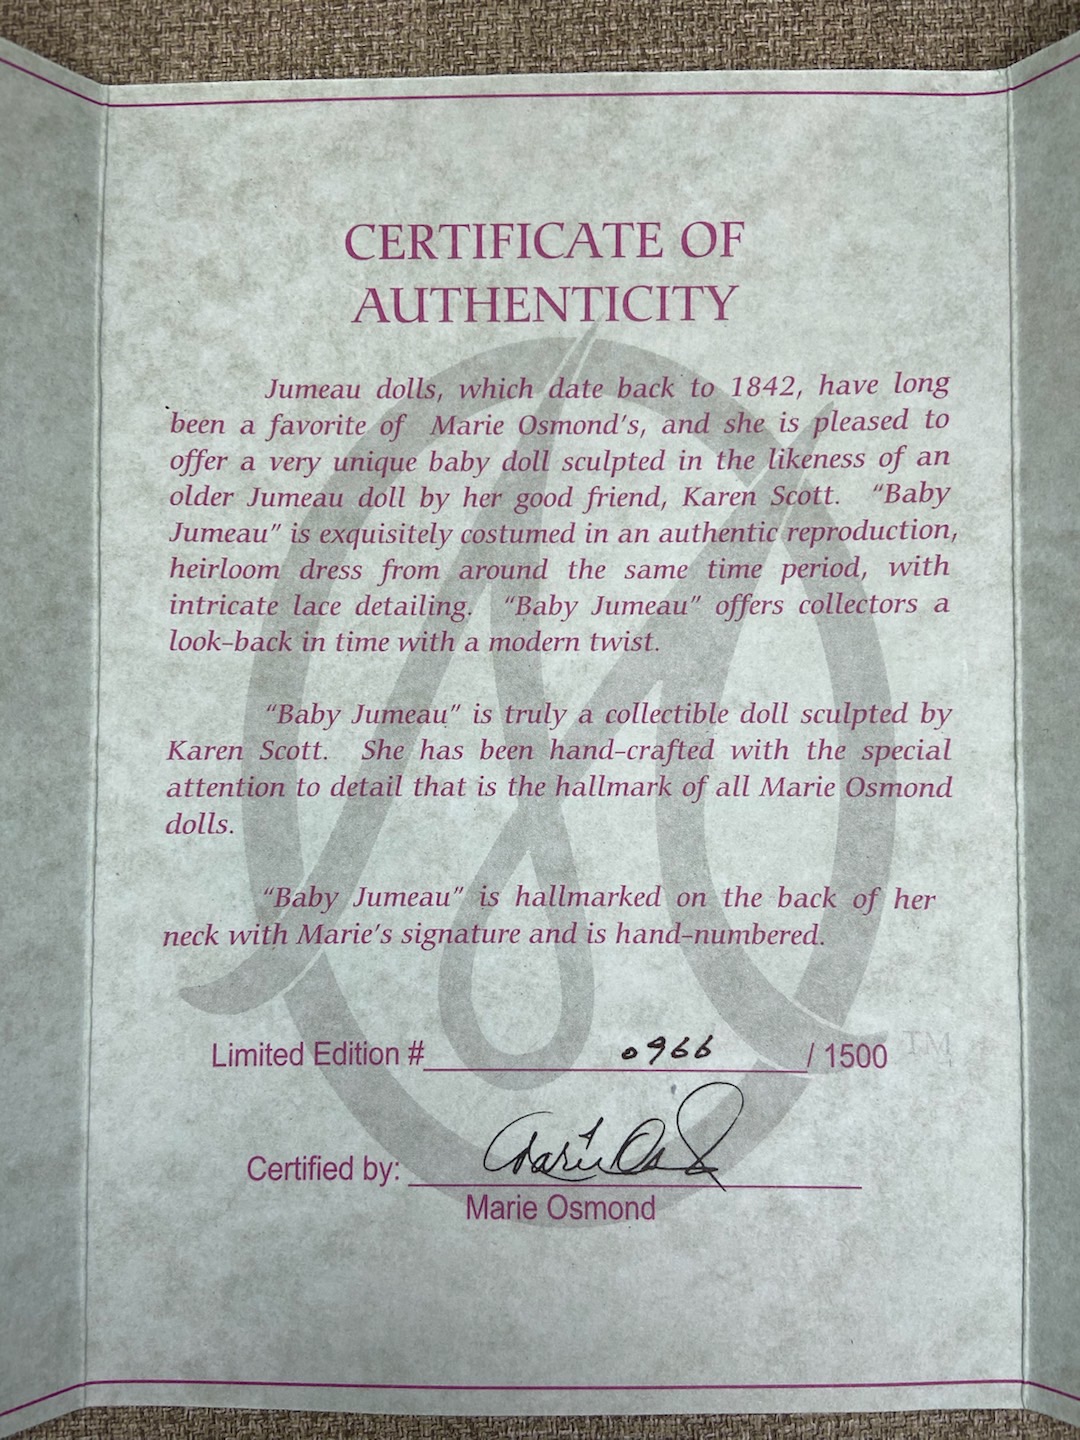 CERTIFICATE OF
AUTHENTICITY
Jumeau dolls, which date back to 1842, have long
been a favorite of Marie Osmond's, and she is pleased to
offer a very unique baby doll sculpted in the likeness of an
older Jumeau doll by her good friend, Karen Scott. “Baby
Jumeau” is exquisitely costumed in an authentic reproduction,
heirloom dress from around the same time period, with
intricate lace detailing. “Baby Jumeau” offers collectors a
look-back in time with a modern twist.
“Baby Jumeau” is truly a collectible doll sculpted by
Karen Scott. She has been hand-crafted with the special
attention to detail that is the hallmark of all Marie Osmond
dolls.
“Baby Jumeau” is hallmarked on the back of her
neck with Marie's signature and is hand-numbered.
Limited Edition # 0966 / 1500
TM
Certified by: Marie Osmond
Marie Osmond